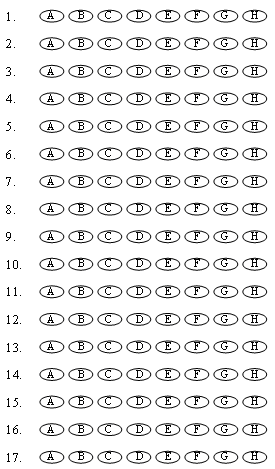 1. A B C D E F G H
2. A B C D E F G H
3. A B C D E F G H
4. A B C D E F G H
5. A B C D E F G H
6. A B C D E F G H
7. A B C D E F G H
8. A B C D E F G H
9. A B C D E F G H
10. A B C D E F G H
11. A B C D E F G H
12. A B C D E F G H
13. A B C D E F G H
14. A B C D E F G H
15. A B C D E F G H
16. A B C D E F G H
17. A B C D E F G H